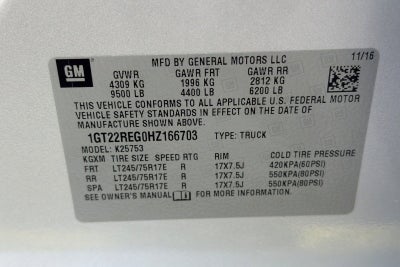 GM
MFD BY GENERAL MOTORS LLC
11/16
GVWR GAWR FRT GAWR RR
4309 KG 1996 KG 2812 KG
9500 LB 4400 LB 6200 LB
THIS VEHICLE CONFORMS TO ALL APPLICABLE U.S. FEDERAL MOTOR
VEHICLE SAFETY STANDARDS IN EFFECT ON THE DATE OF
MANUFACTURE SHOWN ABOVE.
1GT22REG0HZ166703 TYPE: TRUCK
MODEL: K25753
KGXM TIRE SIZE SPEED RTG RIM COLD TIRE PRESSURE
FRT LT245/75R17E R 17X7.5J 420KPA(60PSI)
RR LT245/75R17E R 17X7.5J 550KPA(80PSI)
SPA LT245/75R17E R 17X7.5J 550KPA(80PSI)
SEE OWNER'S MANUAL FOR ADDITIONAL INFORMATION.